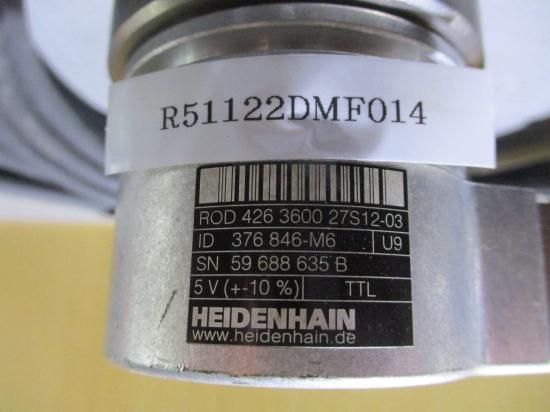 R51122DMF014
ROD 426 3600 27S12-03
ID 376 846-M6 U9
SN 59 688 635 B
5 V (+-10 %) TTL
HEIDENHAIN
www.heidenhain.de